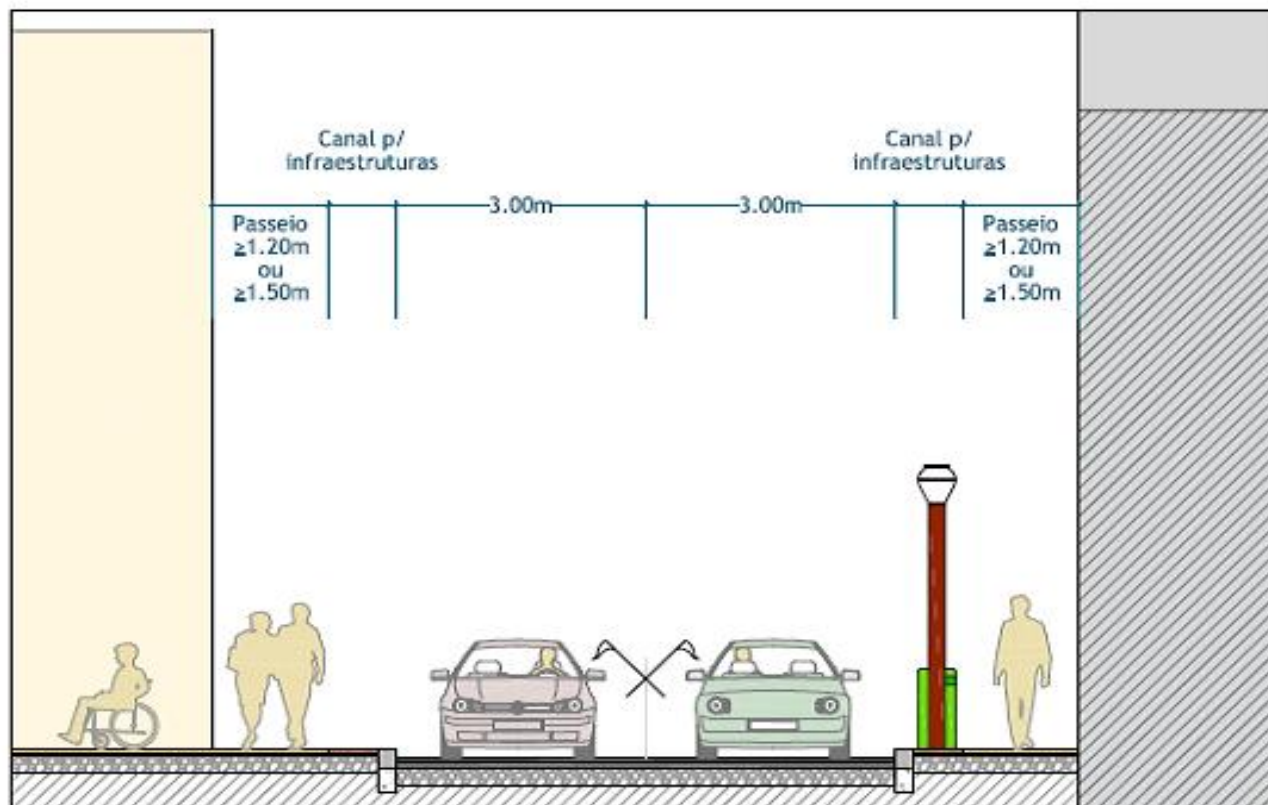 Canal p/
infraestruturas
Canal p/
infraestruturas
3.00m
3.00m
Passeio
≥1.20m
ou
≥1.50m
Passeio
≥1.20m
ou
≥1.50m